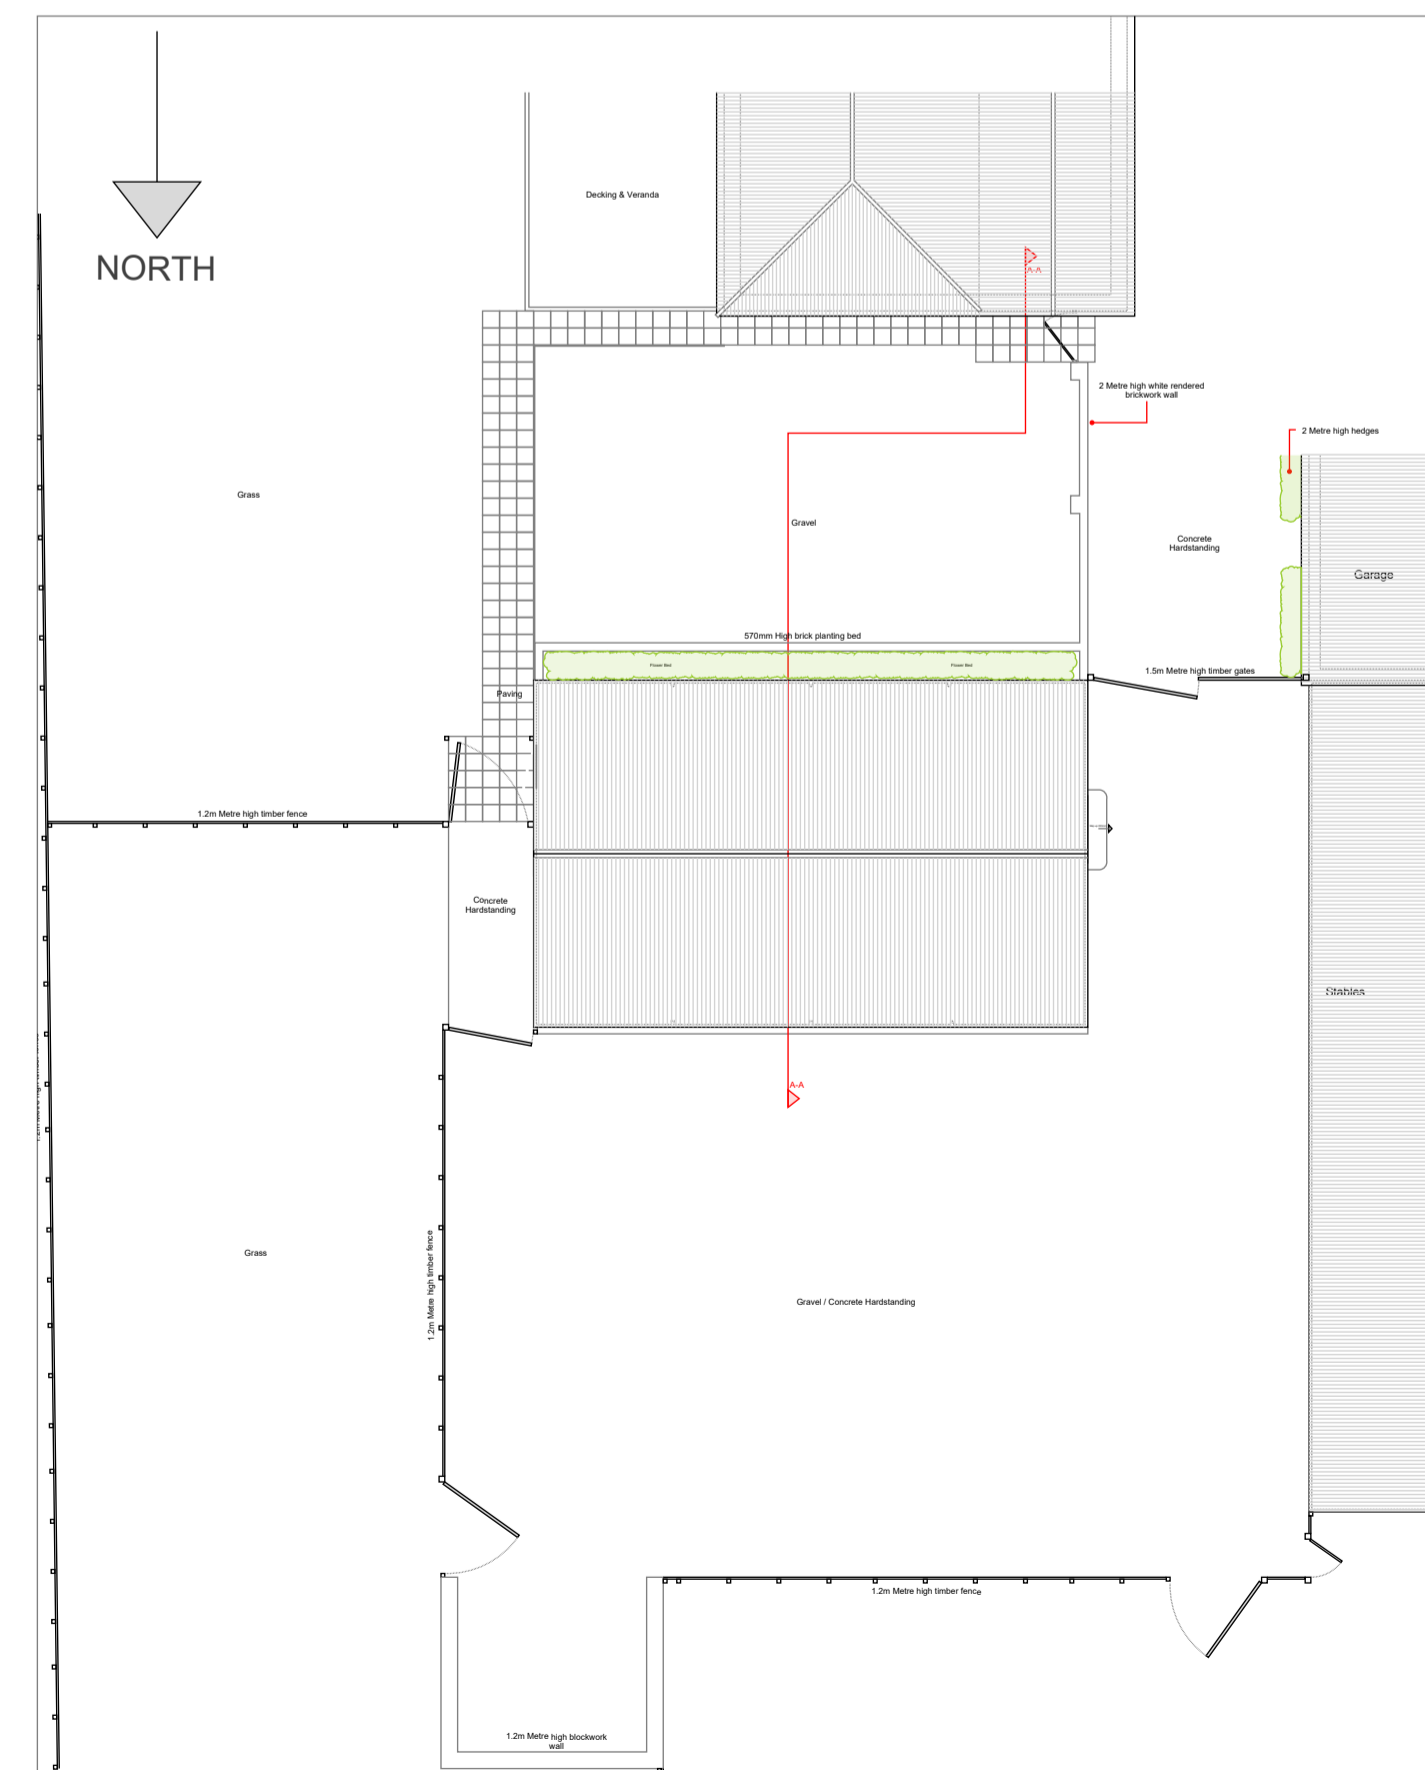 Decking & Veranda
NORTH
A-A
2 Metre high white rendered
brickwork wall
2 Metre high hedges
Grass
Gravel
Concrete
Hardstanding
Garage
570mm High brick planting bed
Flower Bed
Flower Bed
1.5m Metre high timber gates
Paving
1.2m Metre high timber fence
Concrete
Hardstanding
Stables
A-A
1.2m Metre high timber fence
Grass
Gravel / Concrete Hardstanding
1.2m Metre high timber fence
1.2m Metre high blockwork
wall